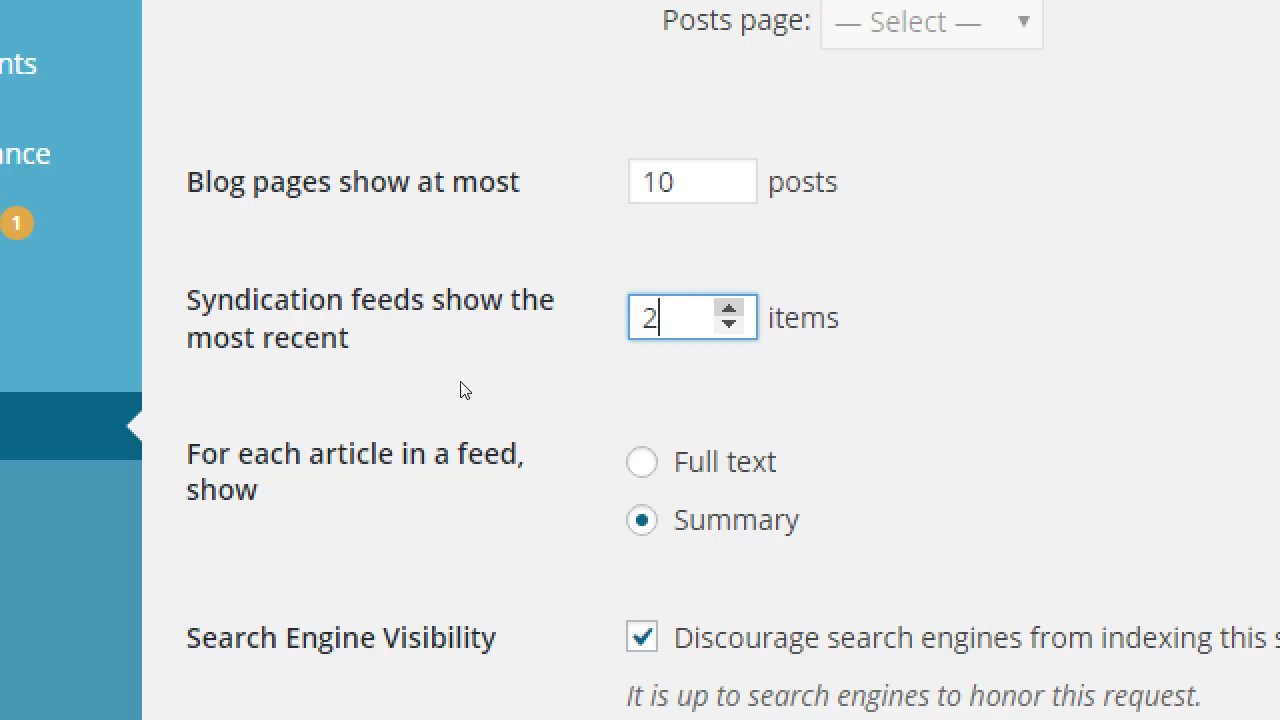 Posts page: — Select —
nts
ance
Blog pages show at most 10 posts
1
Syndication feeds show the
most recent
2 items
For each article in a feed,
show
Full text
Summary
Search Engine Visibility
Discourage search engines from indexing this s
It is up to search engines to honor this request.